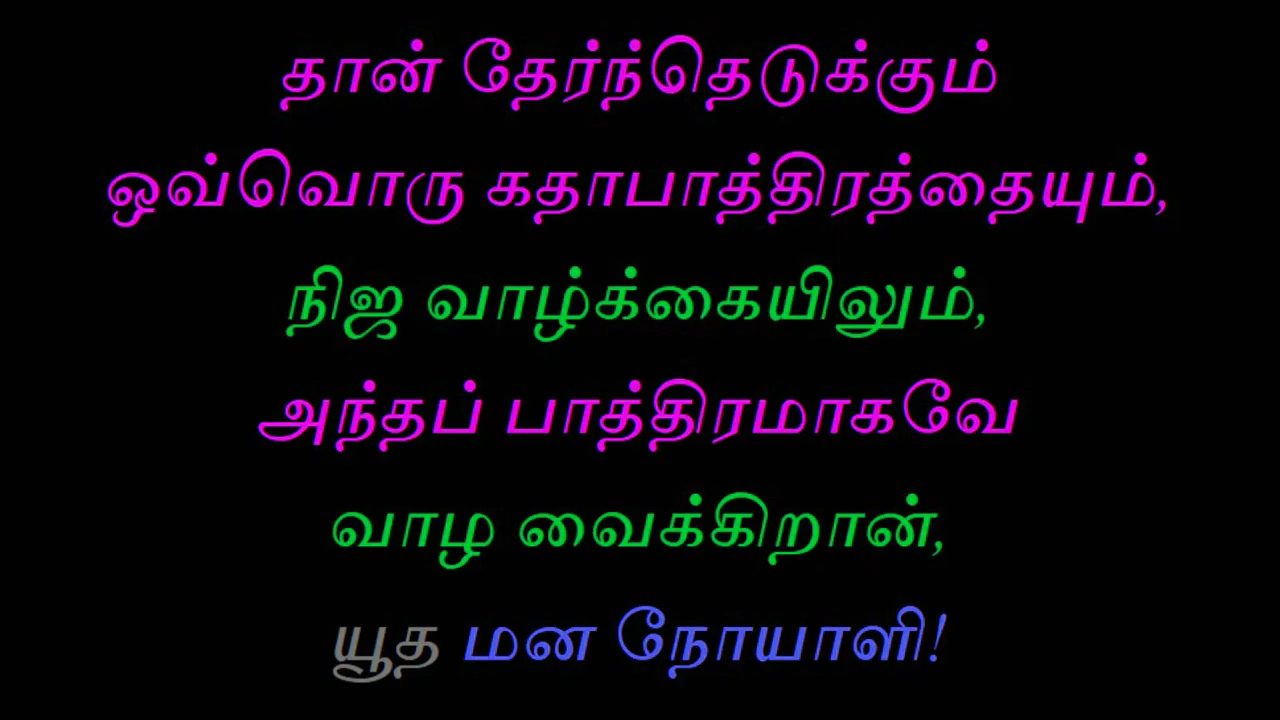 தான் தேர்ந்தெடுக்கும்
ஒவ்வொரு கதாபாத்திரத்தையும்,
நிஜ வாழ்க்கையிலும்,
அந்தப் பாத்திரமாகவே
வாழ வைக்கிறான்,
யூத மன நோயாளி!